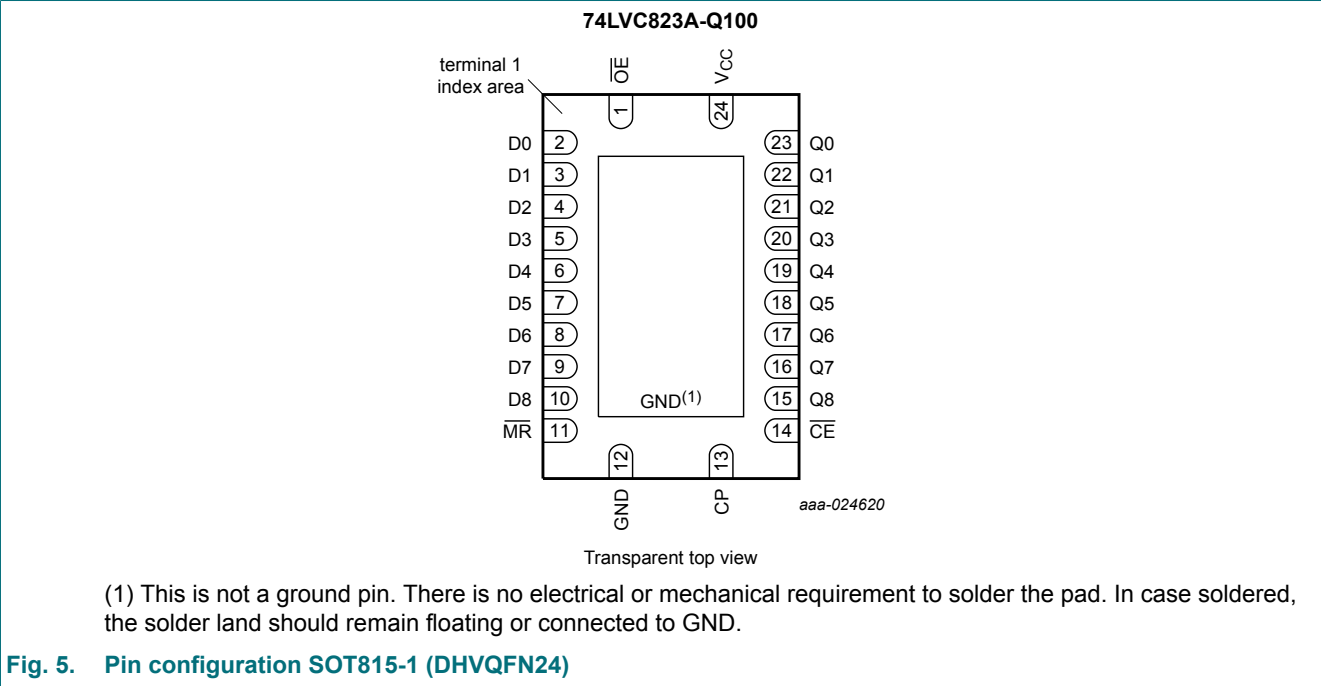 74LVC823A-Q100
terminal 1
index area
OE
VCC
1
24
D0 2 23 Q0
D1 3 22 Q1
D2 4 21 Q2
D3 5 20 Q3
D4 6 19 Q4
D5 7 18 Q5
D6 8 17 Q6
D7 9 16 Q7
D8 10 GND(1) 15 Q8
MR 11 14 CE
12 13
GND CP
aaa-024620
Transparent top view
(1) This is not a ground pin. There is no electrical or mechanical requirement to solder the pad. In case soldered,
the solder land should remain floating or connected to GND.
Fig. 5. Pin configuration SOT815-1 (DHVQFN24)